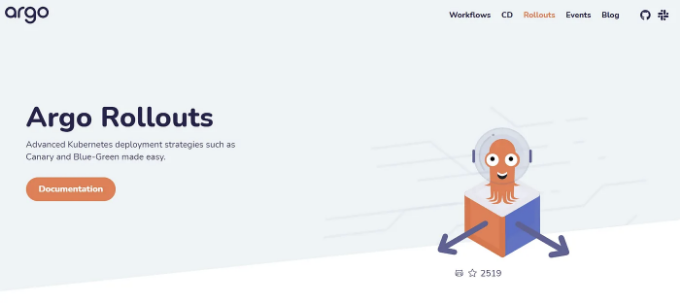 argo
Workflows CD Rollouts Events Blog
Argo Rollouts
Advanced Kubernetes deployment strategies such as
Canary and Blue-Green made easy.
Documentation
2519